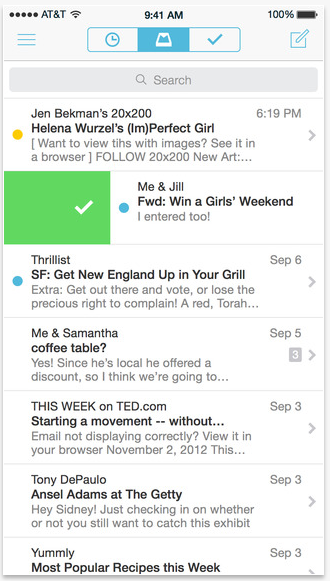 AT&T 9:41 AM 100%
Search
Jen Bekman's 20x200 6:19 PM
Helena Wurzel's (Im)Perfect Girl
[ Want to view tihs with images? See it in
a browser ] FOLLOW 20x200 New Art:...
Me & Jill
Fwd: Win a Girls' Weekend
I entered too!
Thrillist Sep 6
SF: Get New England Up in Your Grill
Extra: Get out there and vote, or lose the
precious right to complain! A red, Torah...
Me & Samantha Sep 5
coffee table? 3
Yes! Since he's local he offered a
discount, so I think we're going to...
THIS WEEK on TED.com Sep 3
Starting a movement -- without...
Email not displaying correctly? View it in
your browser November 2, 2012 This...
Tony DePaulo Sep 3
Ansel Adams at The Getty
Hey Sidney! Just checking in on whether
or not you still want to catch this exhibit
Yummly Sep 3
Most Popular Recipes this Week